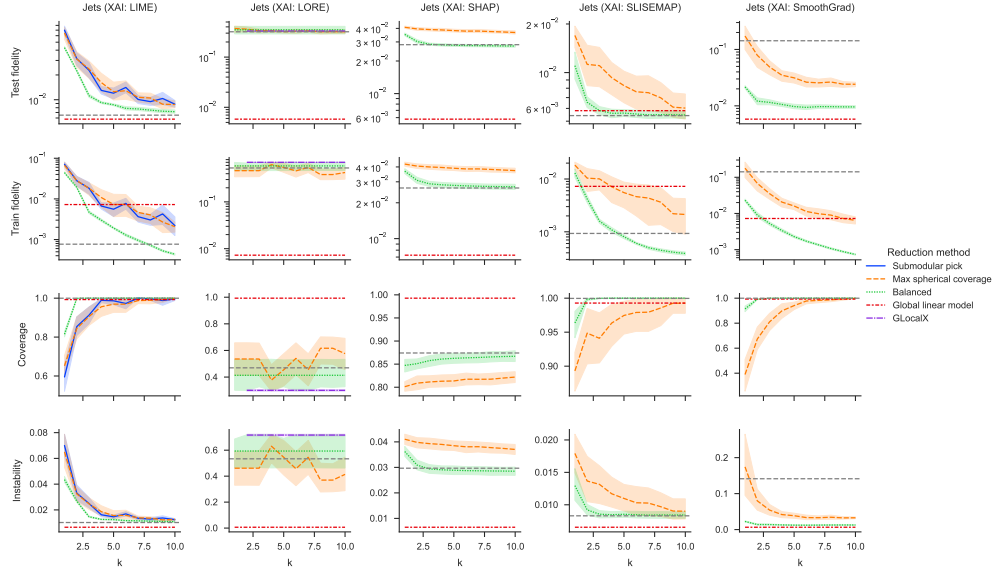 Jets (XAI: LIME)
Jets (XAI: LORE)
Jets (XAI: SHAP)
Jets (XAI: SLISEMAP)
Jets (XAI: SmoothGrad)
Test fidelity
10⁻²
10⁻¹
10⁻²
4 × 10⁻²
3 × 10⁻²
10⁻²
6 × 10⁻³
2 × 10⁻²
10⁻²
6 × 10⁻³
10⁻¹
10⁻²
Train fidelity
10⁻¹
10⁻²
10⁻³
10⁻¹
10⁻²
4 × 10⁻²
3 × 10⁻²
10⁻²
10⁻²
10⁻³
10⁻¹
10⁻²
10⁻³
Reduction method
Submodular pick
Max spherical coverage
Balanced
Global linear model
GLocalX
Coverage
1.0
0.8
0.6
1.0
0.8
0.6
0.4
1.00
0.95
0.90
0.85
0.80
1.00
0.95
0.90
1.0
0.8
0.6
0.4
Instability
0.08
0.06
0.04
0.02
0.6
0.4
0.2
0.0
0.04
0.03
0.02
0.01
0.020
0.015
0.010
0.2
0.1
0.0
2.5 5.0 7.5 10.0
2.5 5.0 7.5 10.0
2.5 5.0 7.5 10.0
2.5 5.0 7.5 10.0
2.5 5.0 7.5 10.0
k
k
k
k
k